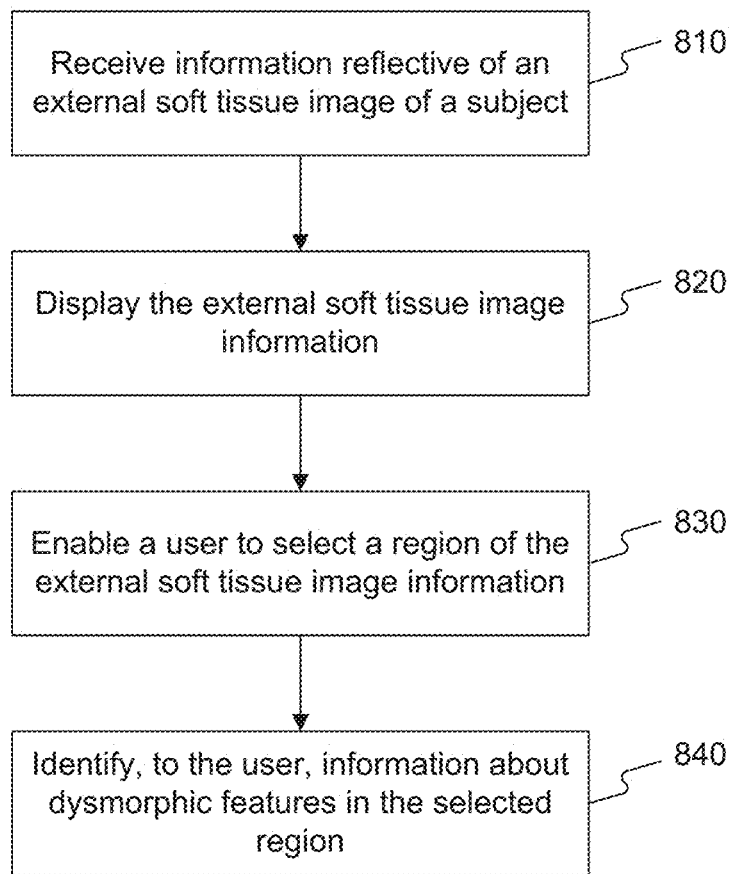 Receive information reflective of an
external soft tissue image of a subject
810
Display the external soft tissue image
information
820
Enable a user to select a region of the
external soft tissue image information
830
Identify, to the user, information about
dysmorphic features in the selected
region
840